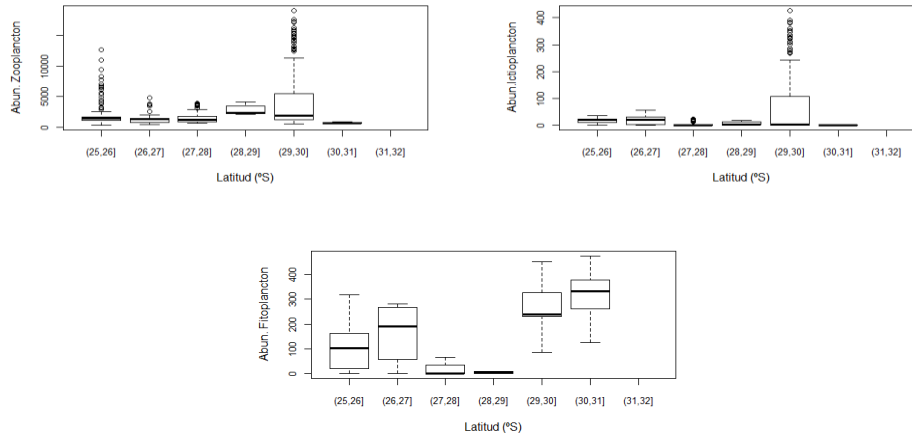 Abun. Zooplancton
10000
5000
0
(25,26] (26,27] (27,28] (28,29] (29,30] (30,31] (31,32]
Latitud (ºS)
Abun.Ictioplancton
400
300
200
100
0
(25,26] (26,27] (27,28] (28,29] (29,30] (30,31] (31,32]
Latitud (ºS)
Abun. Fitoplancton
400
300
200
100
0
(25,26] (26,27] (27,28] (28,29] (29,30] (30,31] (31,32]
Latitud (ºS)